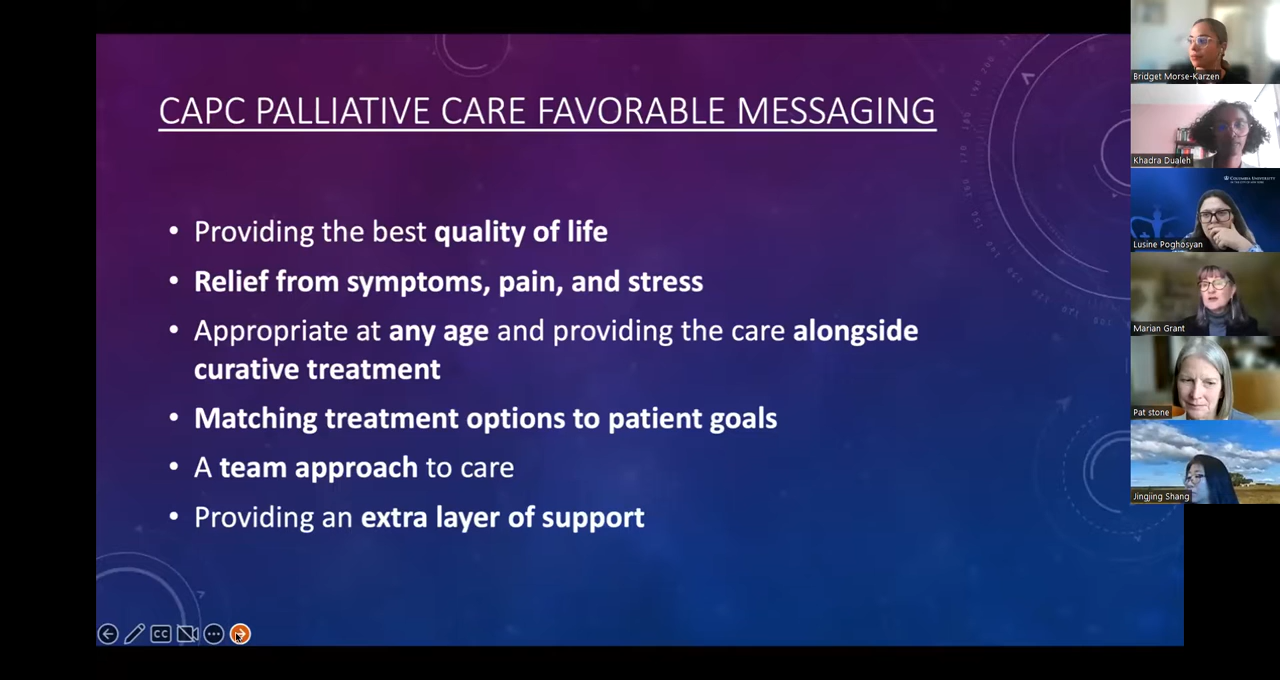 CAPC PALLIATIVE CARE FAVORABLE MESSAGING
• Providing the best quality of life
• Relief from symptoms, pain, and stress
• Appropriate at any age and providing the care alongside
curative treatment
• Matching treatment options to patient goals
• A team approach to care
• Providing an extra layer of support
CC
Bridget Morse-Karzen
Khadra Dualeh
COLUMBIA UNIVERSITY
Lusine Poghosyan
Marian Grant
Pat stone
Jingjing Shang